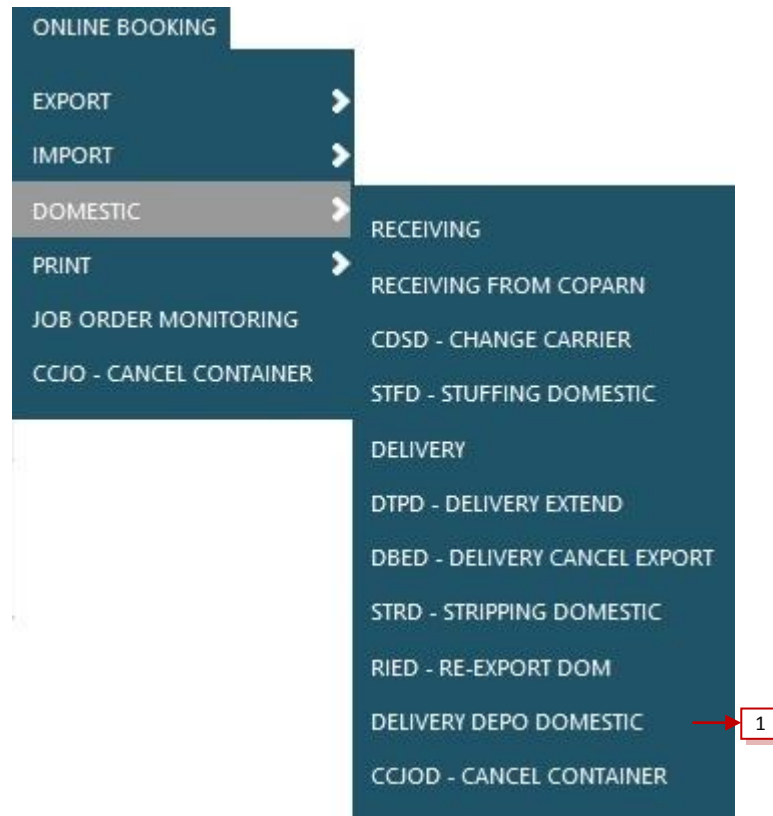 ONLINE BOOKING
EXPORT
IMPORT
DOMESTIC
PRINT
JOB ORDER MONITORING
CCJO - CANCEL CONTAINER
RECEIVING
RECEIVING FROM COPARN
CDSD - CHANGE CARRIER
STFD - STUFFING DOMESTIC
DELIVERY
DTPD - DELIVERY EXTEND
DBED - DELIVERY CANCEL EXPORT
STRD - STRIPPING DOMESTIC
RIED - RE-EXPORT DOM
DELIVERY DEPO DOMESTIC
1
CCJOD - CANCEL CONTAINER